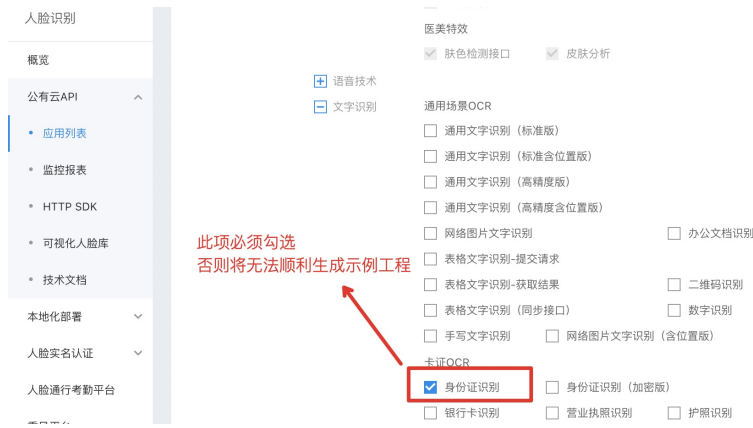 人脸识别
概览
公有云API
应用列表
监控报表
HTTP SDK
可视化人脸库
技术文档
本地化部署
人脸实名认证
人脸通行考勤平台
语音技术
文字识别
此项必须勾选
否则将无法顺利生成示例工程
医美特效
肤色检测接口 皮肤分析
通用场景OCR
通用文字识别（标准版）
通用文字识别（标准含位置版）
通用文字识别（高精度版）
通用文字识别（高精度含位置版）
网络图片文字识别 办公文档识别
表格文字识别-提交请求
表格文字识别-获取结果 二维码识别
表格文字识别（同步接口） 数字识别
手写文字识别 网络图片文字识别（含位置版）
卡证OCR
身份证识别 身份证识别（加密版）
银行卡识别 营业执照识别 护照识别